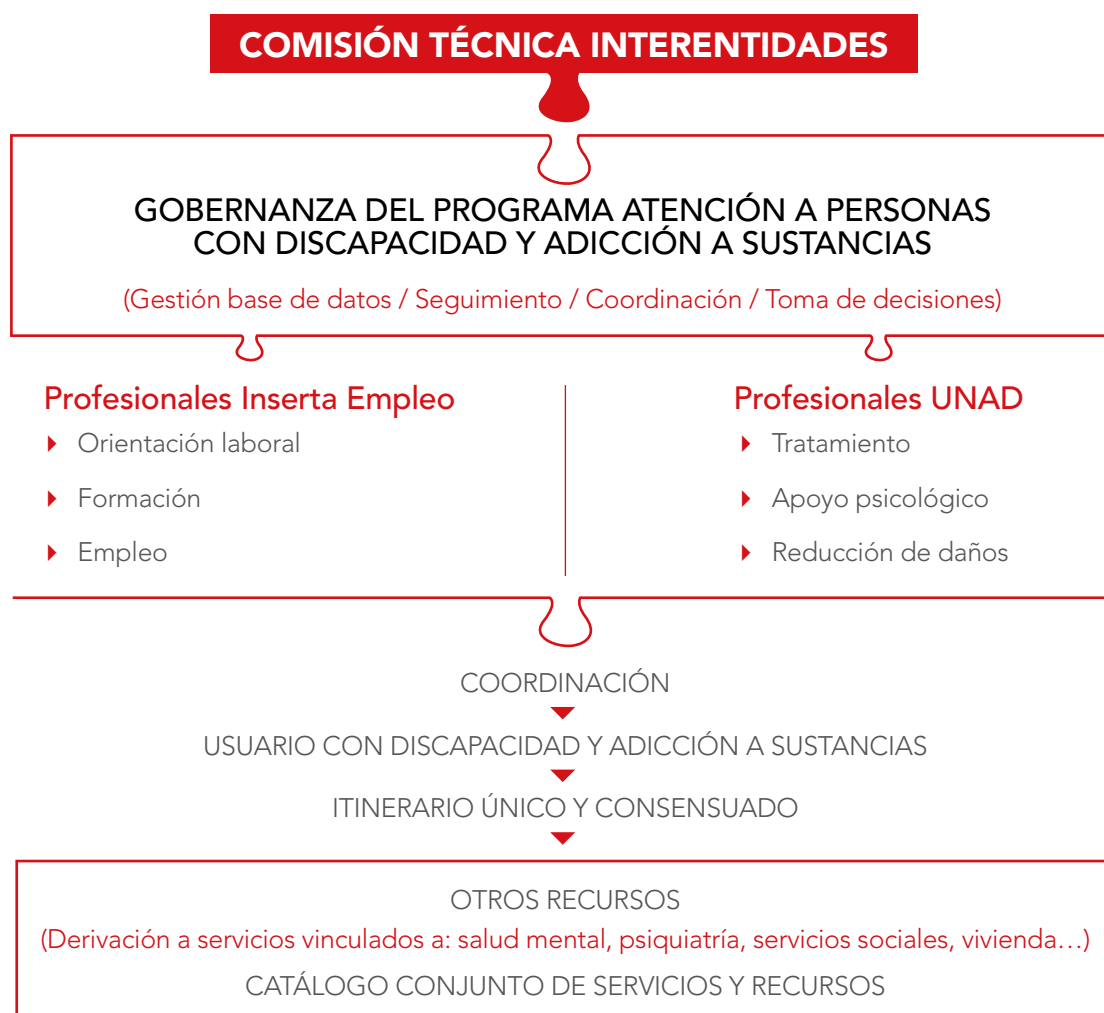 COMISIÓN TÉCNICA INTERENTIDADES
GOBERNANZA DEL PROGRAMA ATENCIÓN A PERSONAS
CON DISCAPACIDAD Y ADICCIÓN A SUSTANCIAS
(Gestión base de datos / Seguimiento / Coordinación / Toma de decisiones)
Profesionales Inserta Empleo
Orientación laboral
Formación
Empleo
Profesionales UNAD
Tratamiento
Apoyo psicológico
Reducción de daños
COORDINACIÓN
USUARIO CON DISCAPACIDAD Y ADICCIÓN A SUSTANCIAS
ITINERARIO ÚNICO Y CONSENSUADO
OTROS RECURSOS
(Derivación a servicios vinculados a: salud mental, psiquiatría, servicios sociales, vivienda…)
CATÁLOGO CONJUNTO DE SERVICIOS Y RECURSOS